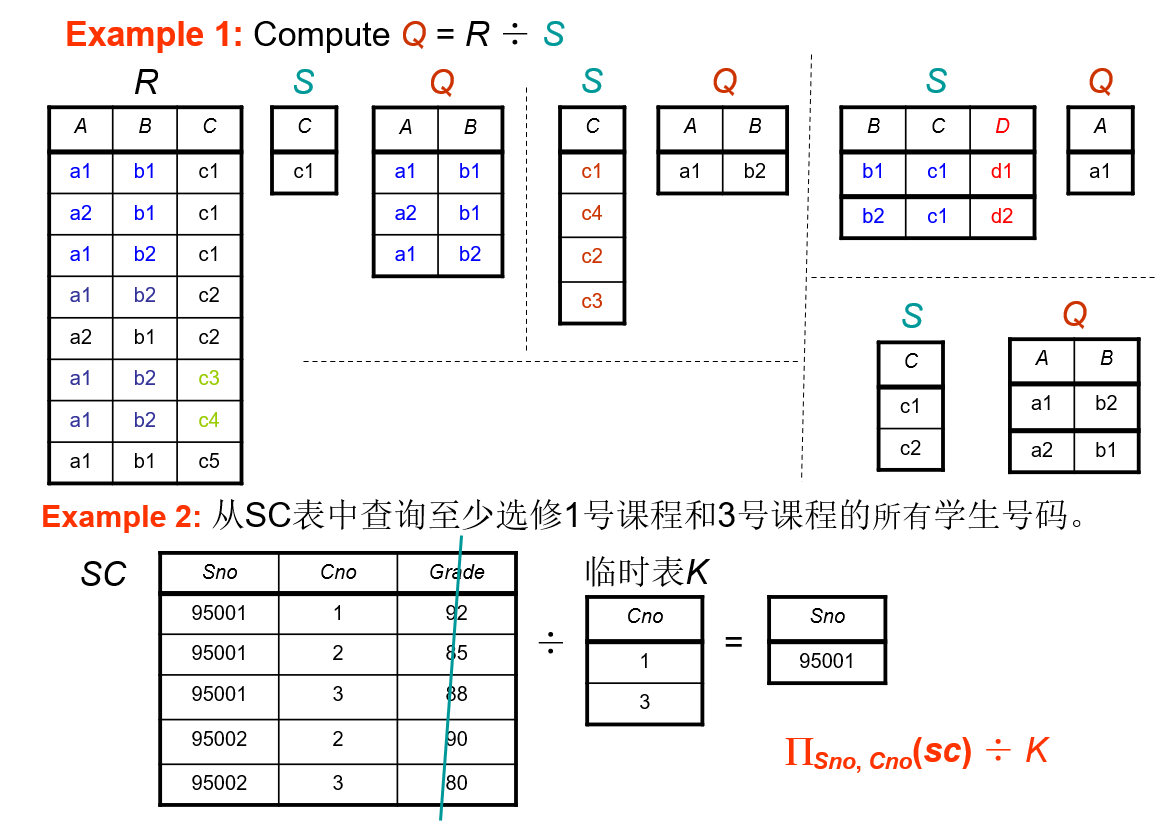 Example 1: Compute Q = R ÷ S
R
A B C
a1 b1 c1
a2 b1 c1
a1 b2 c1
a1 b2 c2
a2 b1 c2
a1 b2 c3
a1 b2 c4
a1 b1 c5
S
C
c1
Q
A B
a1 b1
a2 b1
a1 b2
S
C
c1
c4
c2
c3
Q
A B
a1 b2
S
B C D
b1 c1 d1
b2 c1 d2
Q
A
a1
S
C
c1
c2
Q
A B
a1 b2
a2 b1
Example 2: 从SC表中查询至少选修1号课程和3号课程的所有学生号码。
SC
Sno Cno Grade
95001 1 92
95001 2 85
95001 3 88
95002 2 90
95002 3 80
÷
临时表K
Cno
1
3
=
Sno
95001
∏Sno, Cno(sc) ÷ K